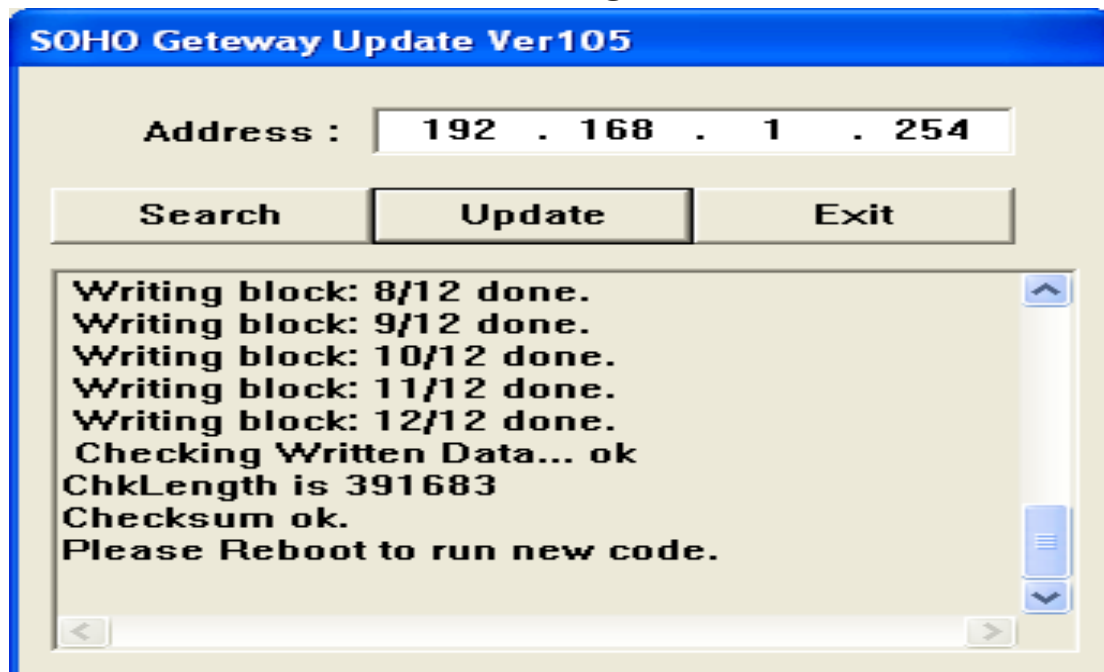 SOHO Geteway Update Ver105
Address : 192 . 168 . 1 . 254
Search Update Exit
Writing block: 8/12 done.
Writing block: 9/12 done.
Writing block: 10/12 done.
Writing block: 11/12 done.
Writing block: 12/12 done.
Checking Written Data... ok
ChkLength is 391683
Checksum ok.
Please Reboot to run new code.